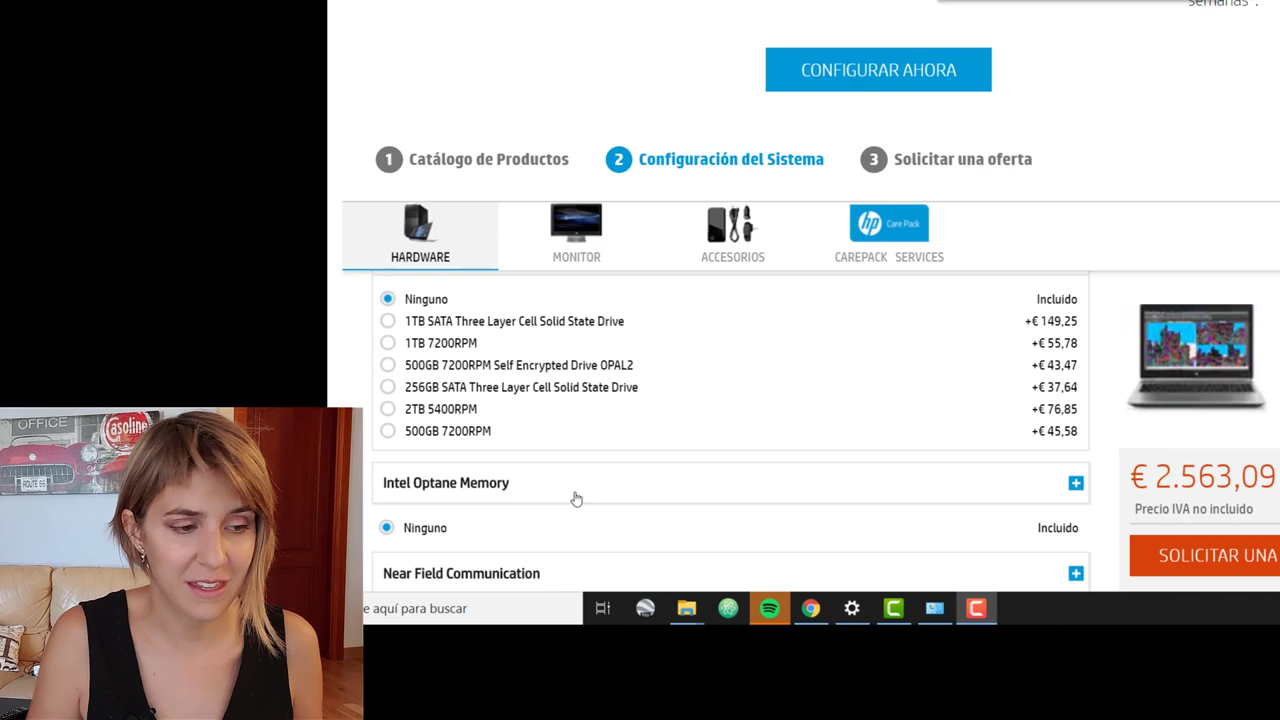 semanas".
CONFIGURAR AHORA
1 Catálogo de Productos
2 Configuración del Sistema
3 Solicitar una oferta
HARDWARE
MONITOR
ACCESORIOS
hp Care Pack
CAREPACK SERVICES
Ninguno Incluido
1TB SATA Three Layer Cell Solid State Drive +€ 149,25
1TB 7200RPM +€ 55,78
500GB 7200RPM Self Encrypted Drive OPAL2 +€ 43,47
256GB SATA Three Layer Cell Solid State Drive +€ 37,64
2TB 5400RPM +€ 76,85
500GB 7200RPM +€ 45,58
Intel Optane Memory
Ninguno Incluido
Near Field Communication
€ 2.563,09
Precio IVA no incluido
SOLICITAR UNA
e aquí para buscar
OFFICE
Gasoline
ROUTE 66